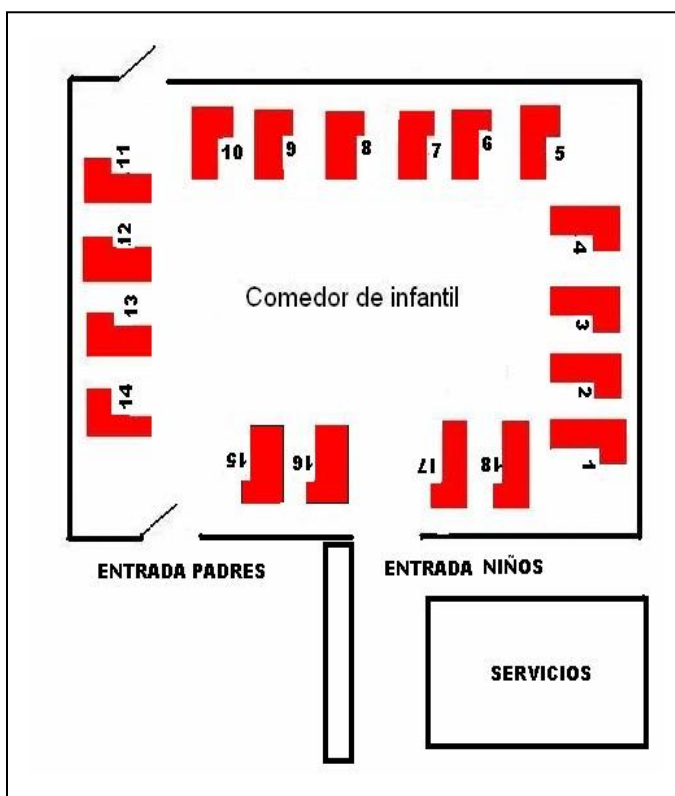 10 9 8 7 6 5
11
12
13
14
4
3
2
1
Comedor de infantil
15 16 17 18
ENTRADA PADRES
ENTRADA NIÑOS
SERVICIOS